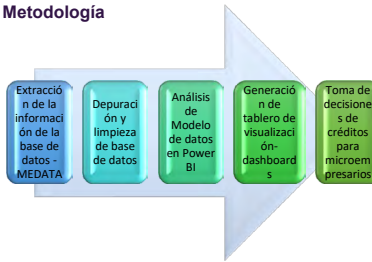 Metodología
Extracció
n de la
informaci
ón de la
base de
datos -
MEDATA
Depuraci
ón y
limpieza
de base
de datos
Análisis
de
Modelo
de datos
en Power
BI
Generació
n de
tablero de
visualizaci
ón-
dashboard
s
Toma de
decisione
s de
créditos
para
microem
presarios